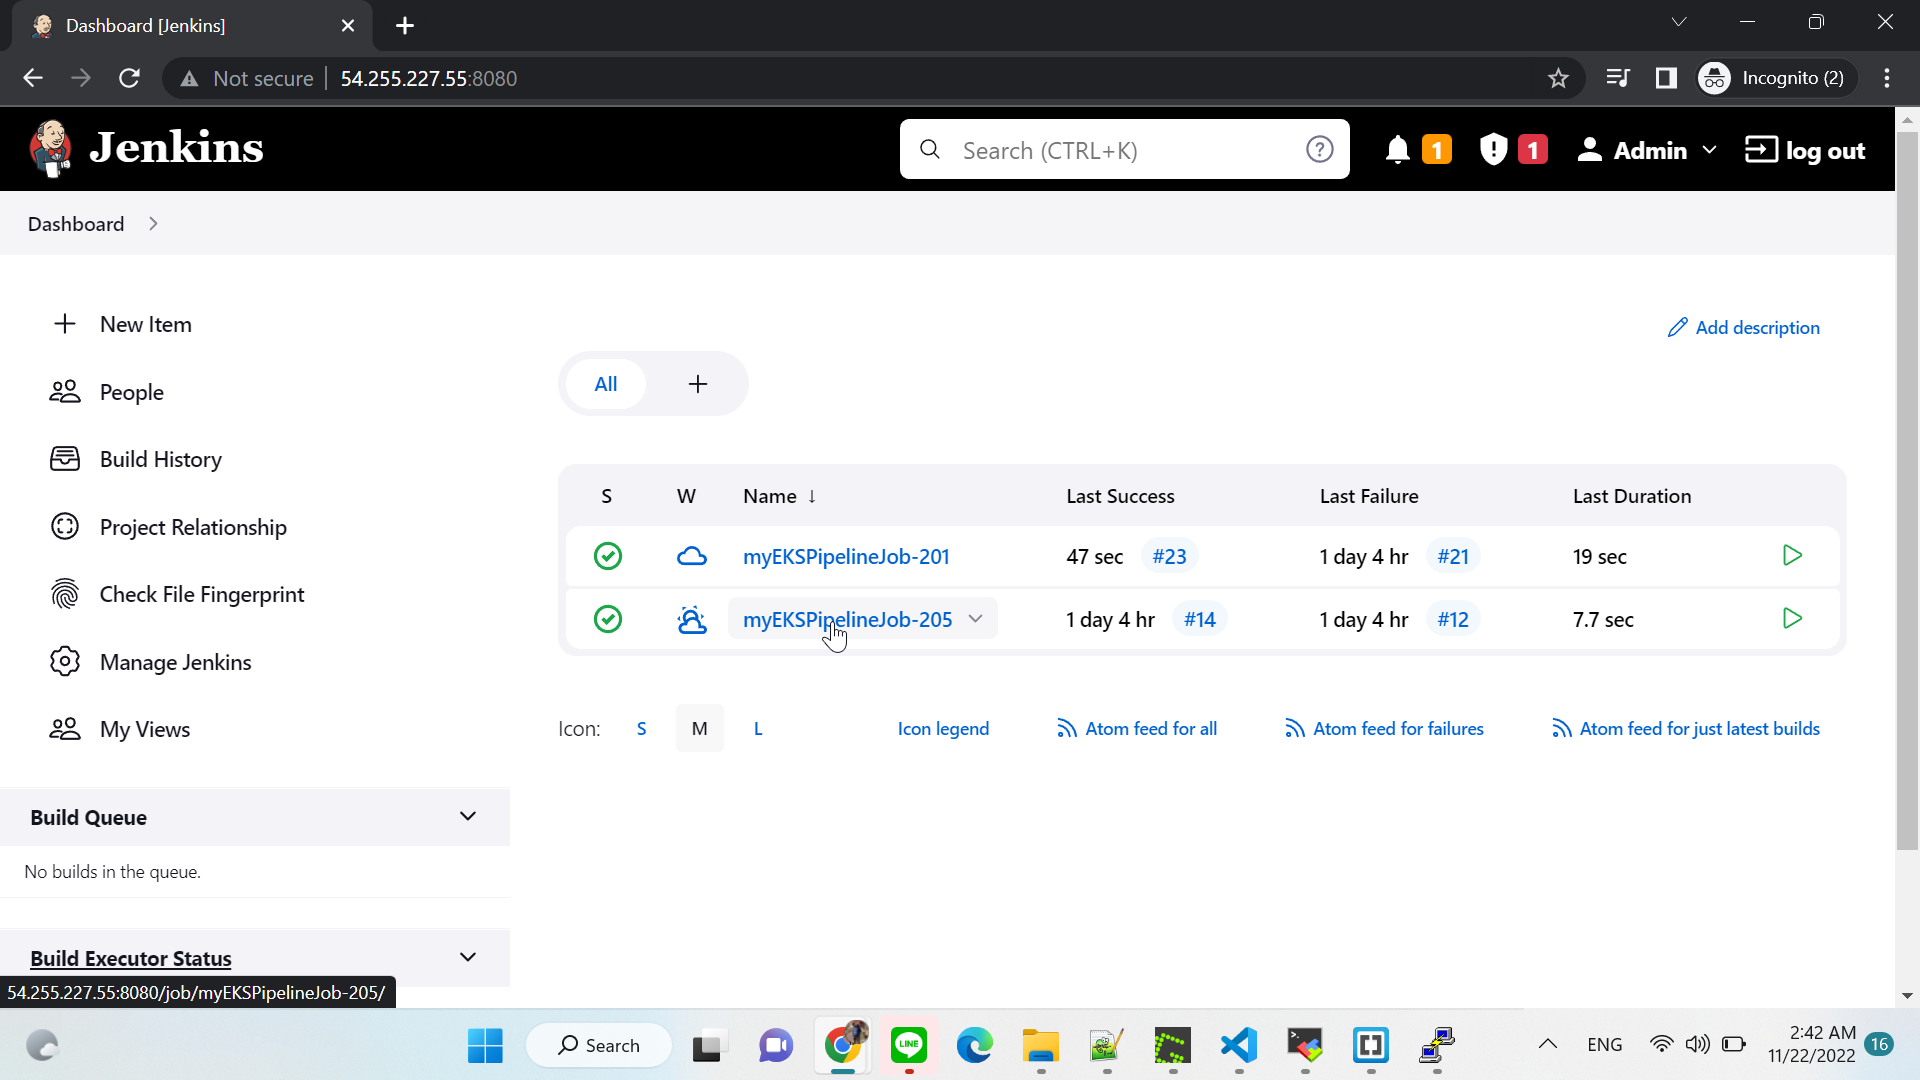 Dashboard [Jenkins]
Not secure
54.255.227.55:8080
Incognito (2)
Jenkins
Search (CTRL+K)
1
1
Admin
log out
Dashboard
New Item
People
Build History
Project Relationship
Check File Fingerprint
Manage Jenkins
My Views
Build Queue
No builds in the queue.
Build Executor Status
54.255.227.55:8080/job/myEKSPipelineJob-205/
Add description
All
S W Name ↓ Last Success Last Failure Last Duration
myEKSPipelineJob-201 47 sec #23 1 day 4 hr #21 19 sec
myEKSPipelineJob-205 1 day 4 hr #14 1 day 4 hr #12 7.7 sec
Icon: S M L Icon legend Atom feed for all Atom feed for failures Atom feed for just latest builds
Search
LINE
ENG
2:42 AM
11/22/2022
16